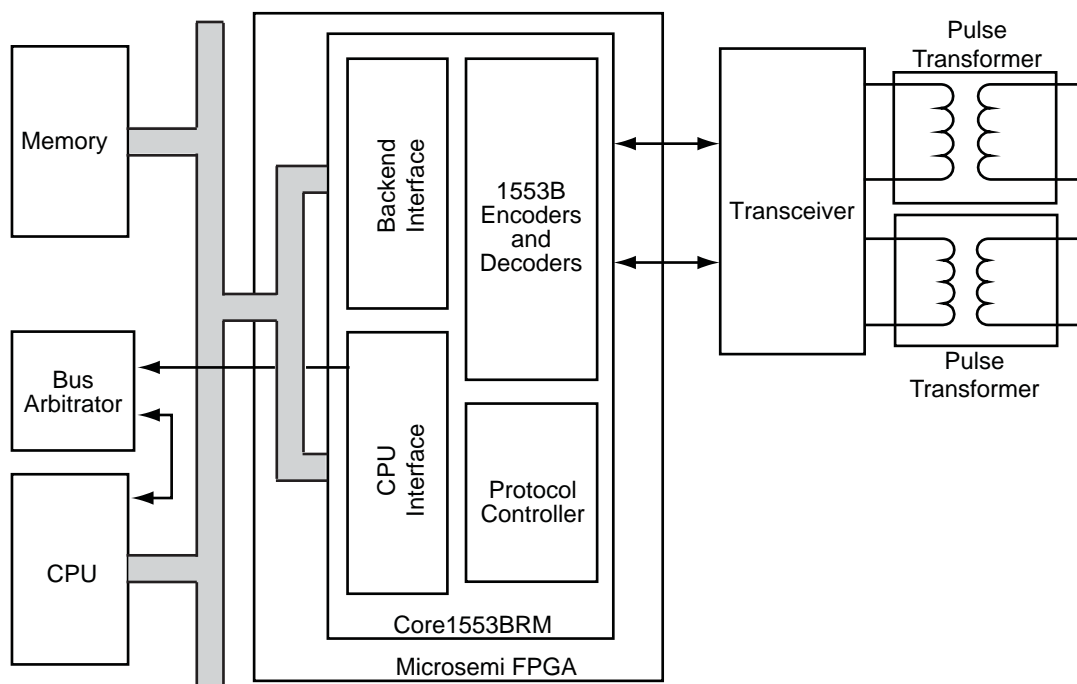 Memory
Bus
Arbitrator
CPU
Backend
Interface
CPU
Interface
1553B
Encoders
and
Decoders
Protocol
Controller
Core1553BRM
Microsemi FPGA
Transceiver
Pulse
Transformer
Pulse
Transformer